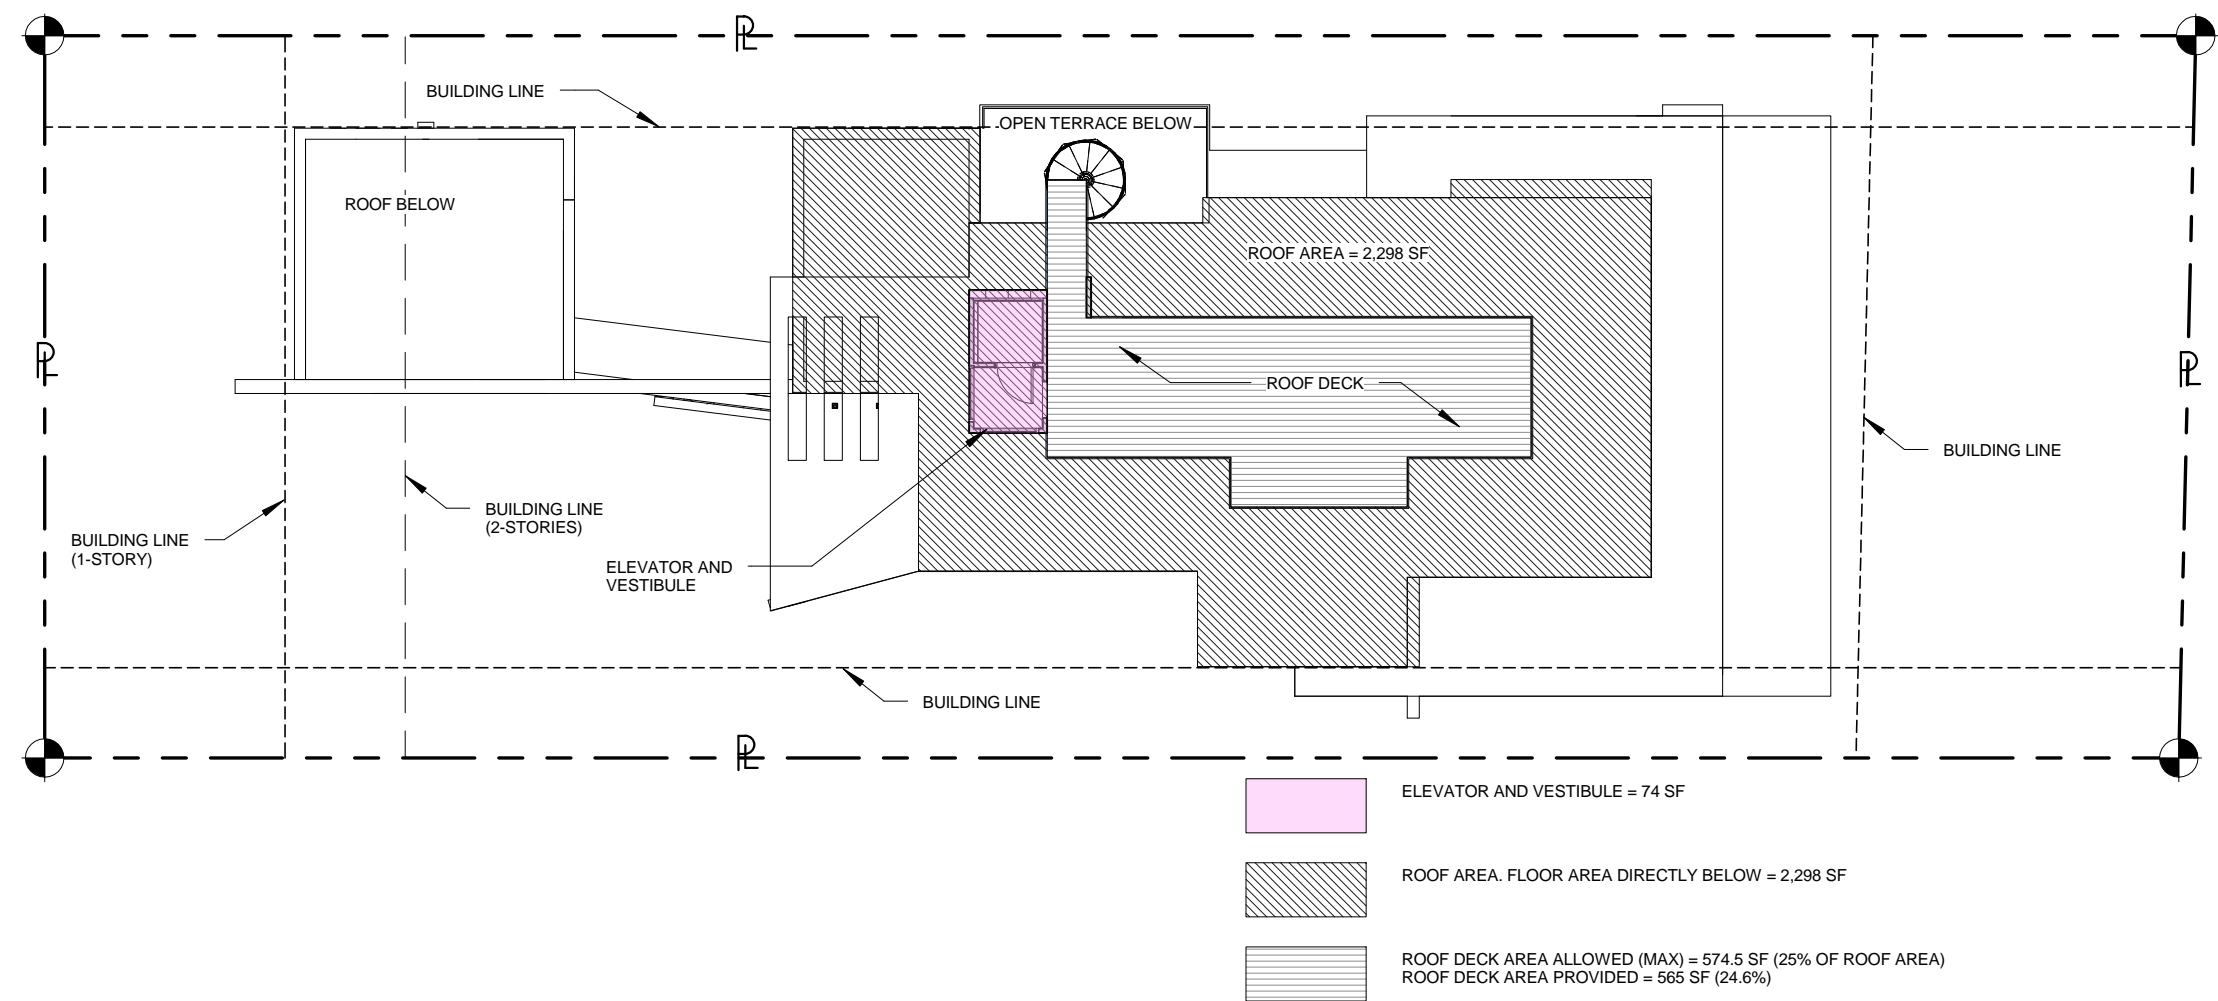 PL
BUILDING LINE
OPEN TERRACE BELOW
ROOF BELOW
ROOF AREA = 2,298 SF
PL
PL
ROOF DECK
BUILDING LINE
BUILDING LINE
(2-STORIES)
BUILDING LINE
(1-STORY)
ELEVATOR AND
VESTIBULE
BUILDING LINE
PL
ELEVATOR AND VESTIBULE = 74 SF
ROOF AREA. FLOOR AREA DIRECTLY BELOW = 2,298 SF
ROOF DECK AREA ALLOWED (MAX) = 574.5 SF (25% OF ROOF AREA)
ROOF DECK AREA PROVIDED = 565 SF (24.6%)